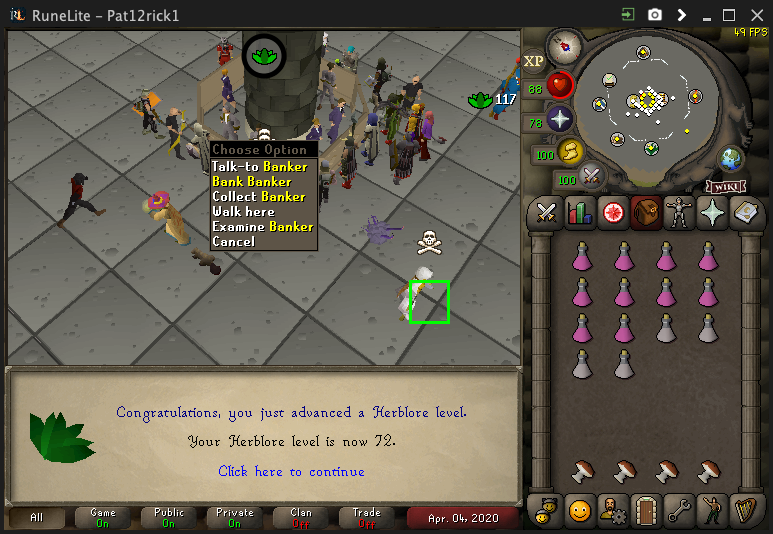 RuneLite - Pat12rick1
49 FPS
XP
117
88
78
100
100
WIKI
Choose Option
Talk-to Banker
Bank Banker
Collect Banker
Walk here
Examine Banker
Cancel
Congratulations, you just advanced a Herblore level.
Your Herblore level is now 72.
Click here to continue
All
Game
On
Public
On
Private
On
Clan
Off
Trade
Off
Apr. 04, 2020